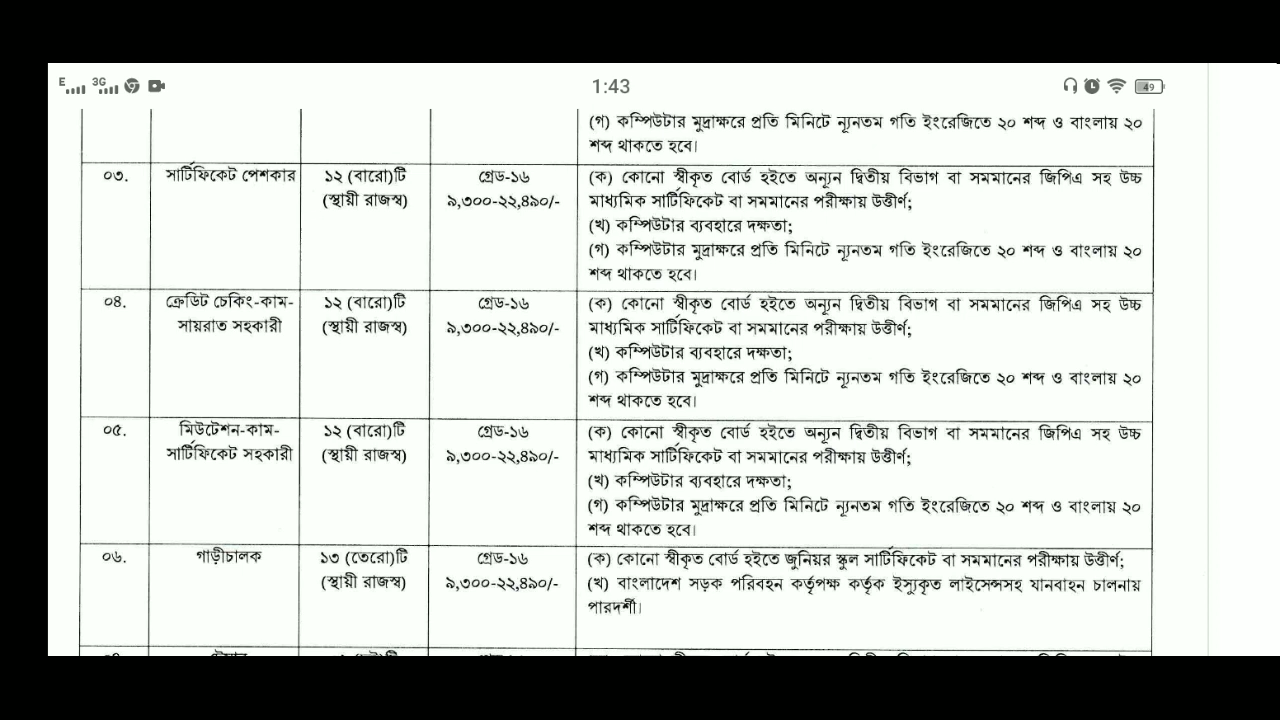 E 3G 1:43 49
(গ) কম্পিউটার মুদ্রাক্ষরে প্রতি মিনিটে ন্যূনতম গতি ইংরেজিতে ২০ শব্দ ও বাংলায় ২০
শব্দ থাকতে হবে।
০৩. সার্টিফিকেট পেশকার ১২ (বারো)টি গ্রেড-১৬ (ক) কোনো স্বীকৃত বোর্ড হইতে অন্যূন দ্বিতীয় বিভাগ বা সমমানের জিপিএ সহ উচ্চ
(স্থায়ী রাজস্ব) ৯,৩০০-২২,৪৯০/- মাধ্যমিক সার্টিফিকেট বা সমমানের পরীক্ষায় উত্তীর্ণ;
(খ) কম্পিউটার ব্যবহারে দক্ষতা;
(গ) কম্পিউটার মুদ্রাক্ষরে প্রতি মিনিটে ন্যূনতম গতি ইংরেজিতে ২০ শব্দ ও বাংলায় ২০
শব্দ থাকতে হবে।
০৪. ক্রেডিট চেকিং-কাম- ১২ (বারো)টি গ্রেড-১৬ (ক) কোনো স্বীকৃত বোর্ড হইতে অন্যূন দ্বিতীয় বিভাগ বা সমমানের জিপিএ সহ উচ্চ
সায়রাত সহকারী (স্থায়ী রাজস্ব) ৯,৩০০-২২,৪৯০/- মাধ্যমিক সার্টিফিকেট বা সমমানের পরীক্ষায় উত্তীর্ণ;
(খ) কম্পিউটার ব্যবহারে দক্ষতা;
(গ) কম্পিউটার মুদ্রাক্ষরে প্রতি মিনিটে ন্যূনতম গতি ইংরেজিতে ২০ শব্দ ও বাংলায় ২০
শব্দ থাকতে হবে।
০৫. মিউটেশন-কাম- ১২ (বারো)টি গ্রেড-১৬ (ক) কোনো স্বীকৃত বোর্ড হইতে অন্যূন দ্বিতীয় বিভাগ বা সমমানের জিপিএ সহ উচ্চ
সার্টিফিকেট সহকারী (স্থায়ী রাজস্ব) ৯,৩০০-২২,৪৯০/- মাধ্যমিক সার্টিফিকেট বা সমমানের পরীক্ষায় উত্তীর্ণ;
(খ) কম্পিউটার ব্যবহারে দক্ষতা;
(গ) কম্পিউটার মুদ্রাক্ষরে প্রতি মিনিটে ন্যূনতম গতি ইংরেজিতে ২০ শব্দ ও বাংলায় ২০
শব্দ থাকতে হবে।
০৬. গাড়ীচালক ১৩ (তেরো)টি গ্রেড-১৬ (ক) কোনো স্বীকৃত বোর্ড হইতে জুনিয়র স্কুল সার্টিফিকেট বা সমমানের পরীক্ষায় উত্তীর্ণ;
(স্থায়ী রাজস্ব) ৯,৩০০-২২,৪৯০/- (খ) বাংলাদেশ সড়ক পরিবহন কর্তৃপক্ষ কর্তৃক ইস্যুকৃত লাইসেন্সসহ যানবাহন চালনায়
পারদর্শী।